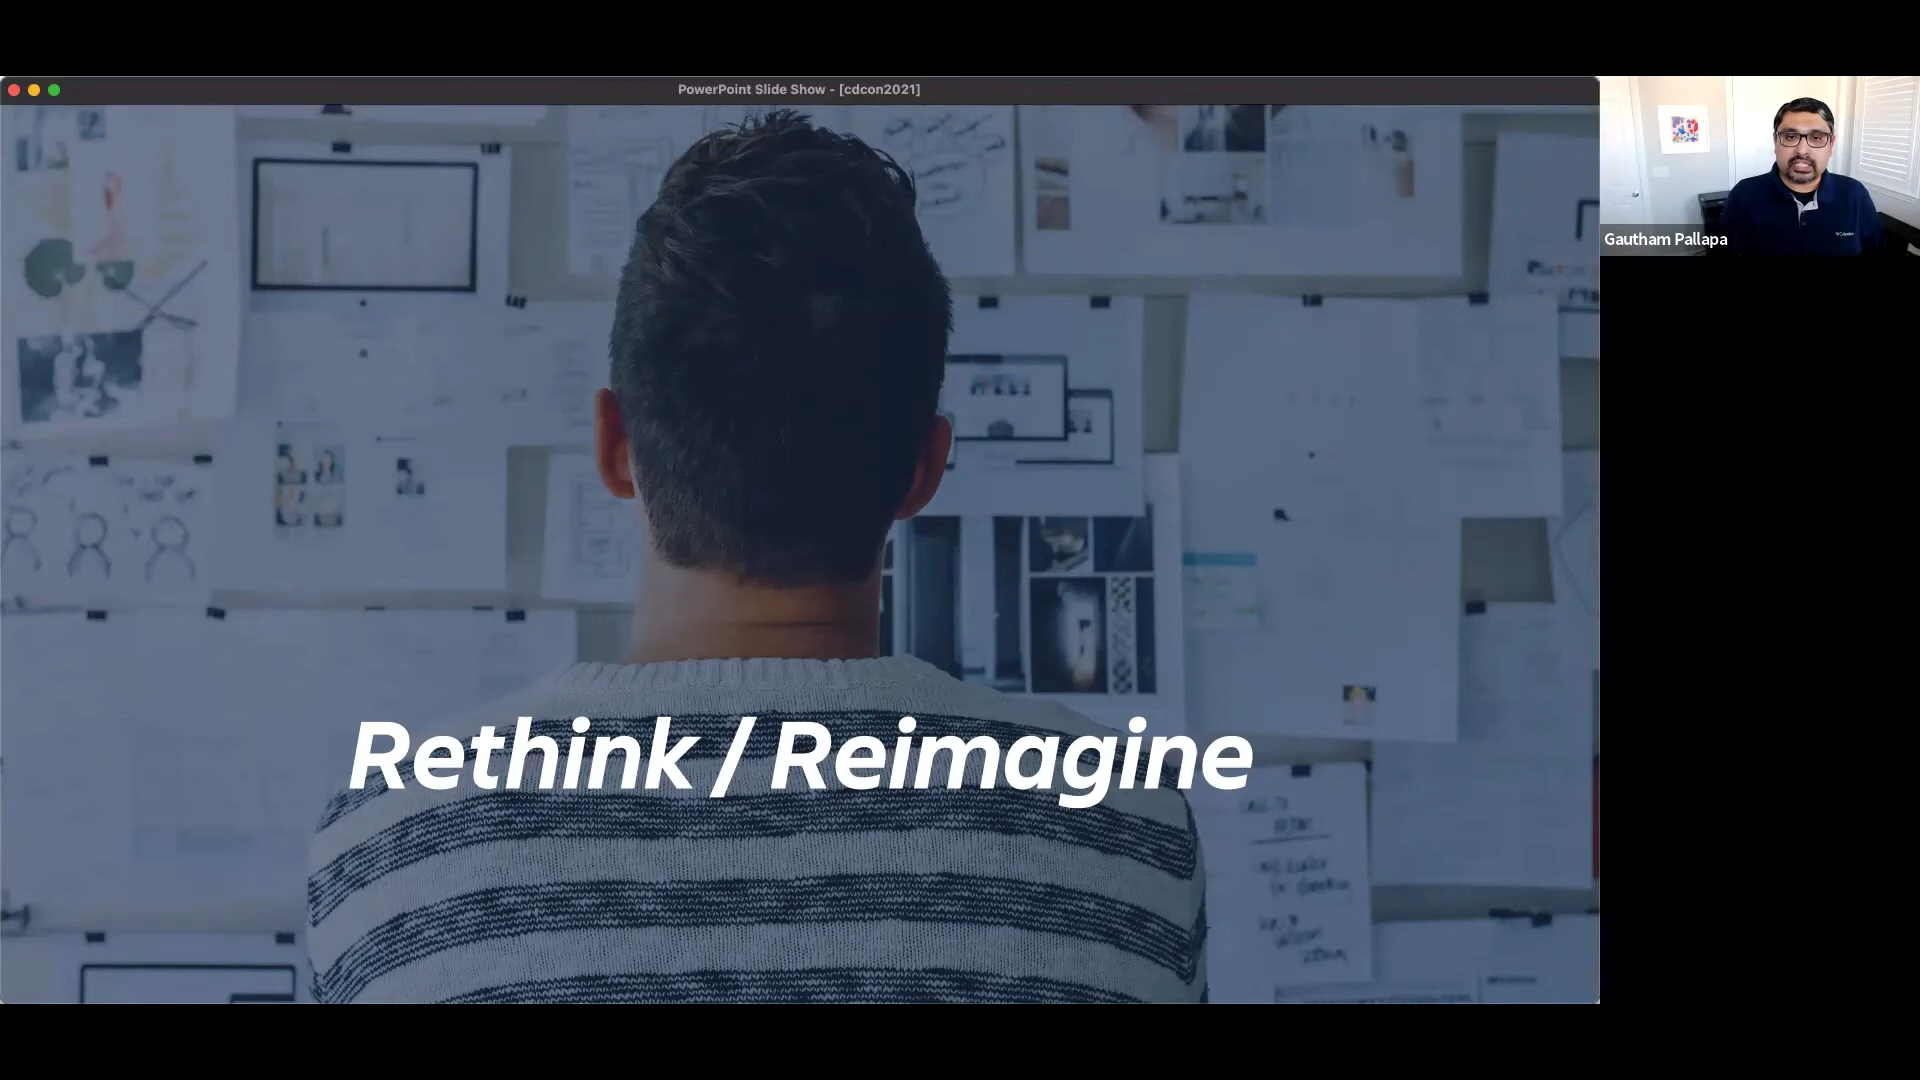 PowerPoint Slide Show - [cdcon2021]
Gautham Pallapa
Rethink / Reimagine